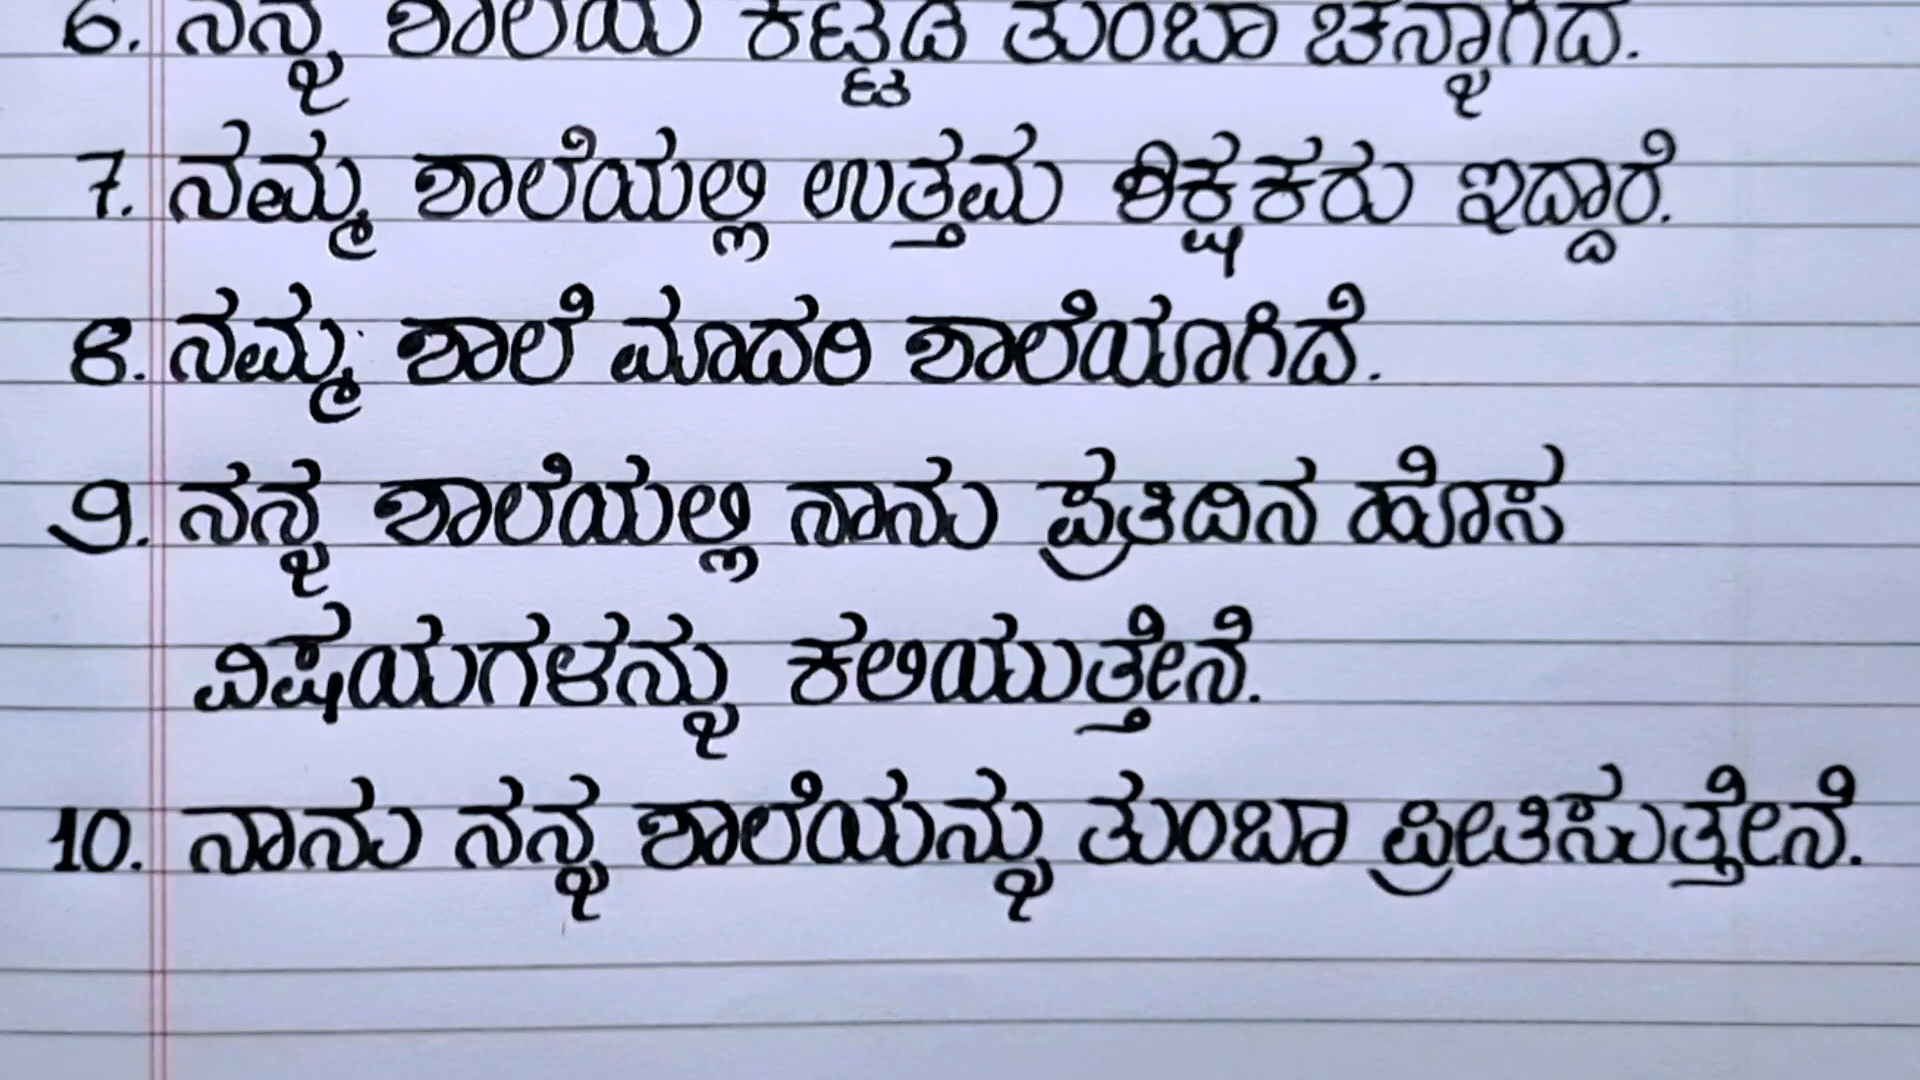 6. ನನ್ನ ಶಾಲೆಯ ಕಟ್ಟಡ ತುಂಬಾ ಚೆನ್ನಾಗಿದೆ.
7. ನಮ್ಮ ಶಾಲೆಯಲ್ಲಿ ಉತ್ತಮ ಶಿಕ್ಷಕರು ಇದ್ದಾರೆ.
8. ನಮ್ಮ ಶಾಲೆ ಮಾದರಿ ಶಾಲೆಯಾಗಿದೆ.
9. ನನ್ನ ಶಾಲೆಯಲ್ಲಿ ನಾನು ಪ್ರತಿದಿನ ಹೊಸ
ವಿಷಯಗಳನ್ನು ಕಲಿಯುತ್ತೇನೆ.
10. ನಾನು ನನ್ನ ಶಾಲೆಯನ್ನು ತುಂಬಾ ಪ್ರೀತಿಸುತ್ತೇನೆ.